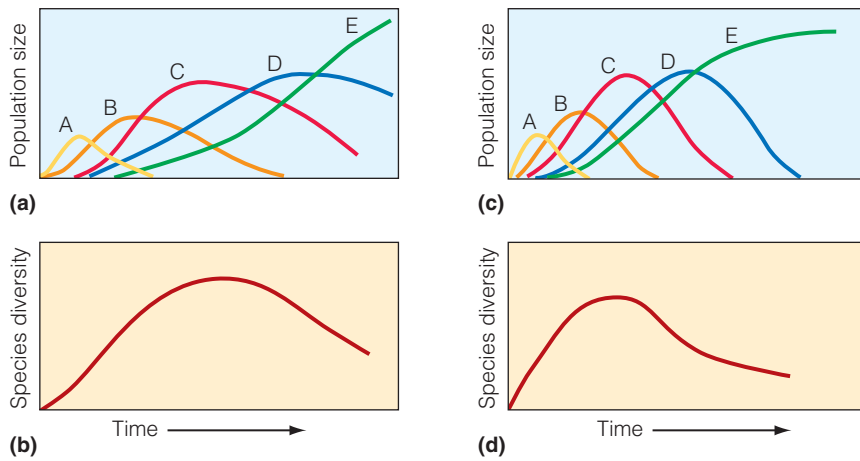 Population size
A
B
C
D
E
(a)
Population size
A
B
C
D
E
(c)
Species diversity
Time
(b)
Species diversity
Time
(d)